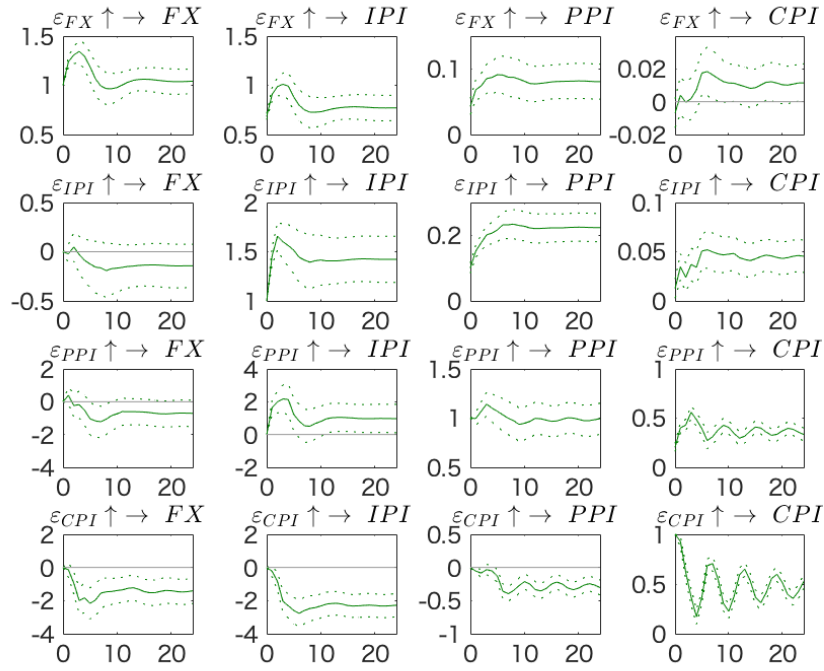 ε_FX ↑ → FX ε_FX ↑ → IPI ε_FX ↑ → PPI ε_FX ↑ → CPI
1.5 1.5 0.1 0.02
1 1 0
0.5 0.5 0 -0.02
0 10 20 0 10 20 0 10 20 0 10 20
ε_IPI ↑ → FX ε_IPI ↑ → IPI ε_IPI ↑ → PPI ε_IPI ↑ → CPI
0.5 2 0.1
0 1.5 0.2 0.05
-0.5 1 0 0
0 10 20 0 10 20 0 10 20 0 10 20
ε_PPI ↑ → FX ε_PPI ↑ → IPI ε_PPI ↑ → PPI ε_PPI ↑ → CPI
2 4 1.5 1
0 2 1 0.5
-2 0
-4 -2 0.5 0
0 10 20 0 10 20 0 10 20 0 10 20
ε_CPI ↑ → FX ε_CPI ↑ → IPI ε_CPI ↑ → PPI ε_CPI ↑ → CPI
2 2 0.5 1
0 0 0 0.5
-2 -2 -0.5
-4 -4 -1 0
0 10 20 0 10 20 0 10 20 0 10 20